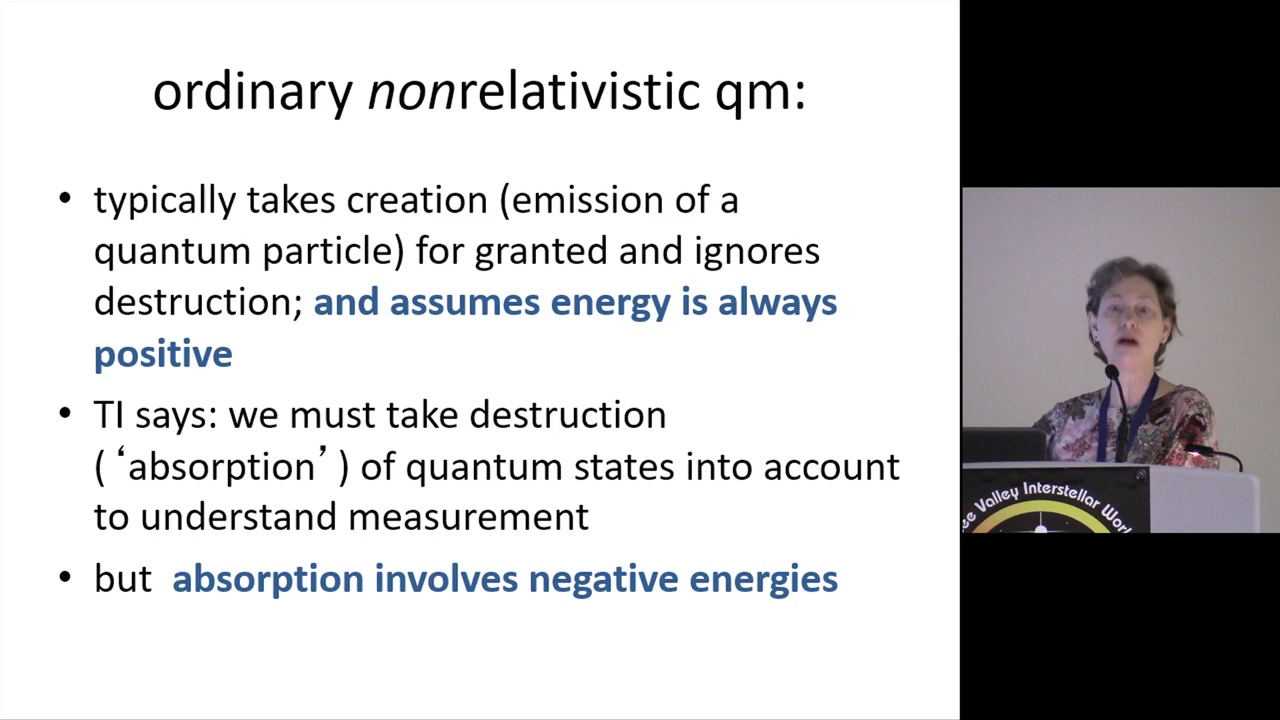 ordinary nonrelativistic qm:
• typically takes creation (emission of a
quantum particle) for granted and ignores
destruction; and assumes energy is always
positive
• TI says: we must take destruction
(‘absorption’) of quantum states into account
to understand measurement
• but absorption involves negative energies
Valley Interstellar